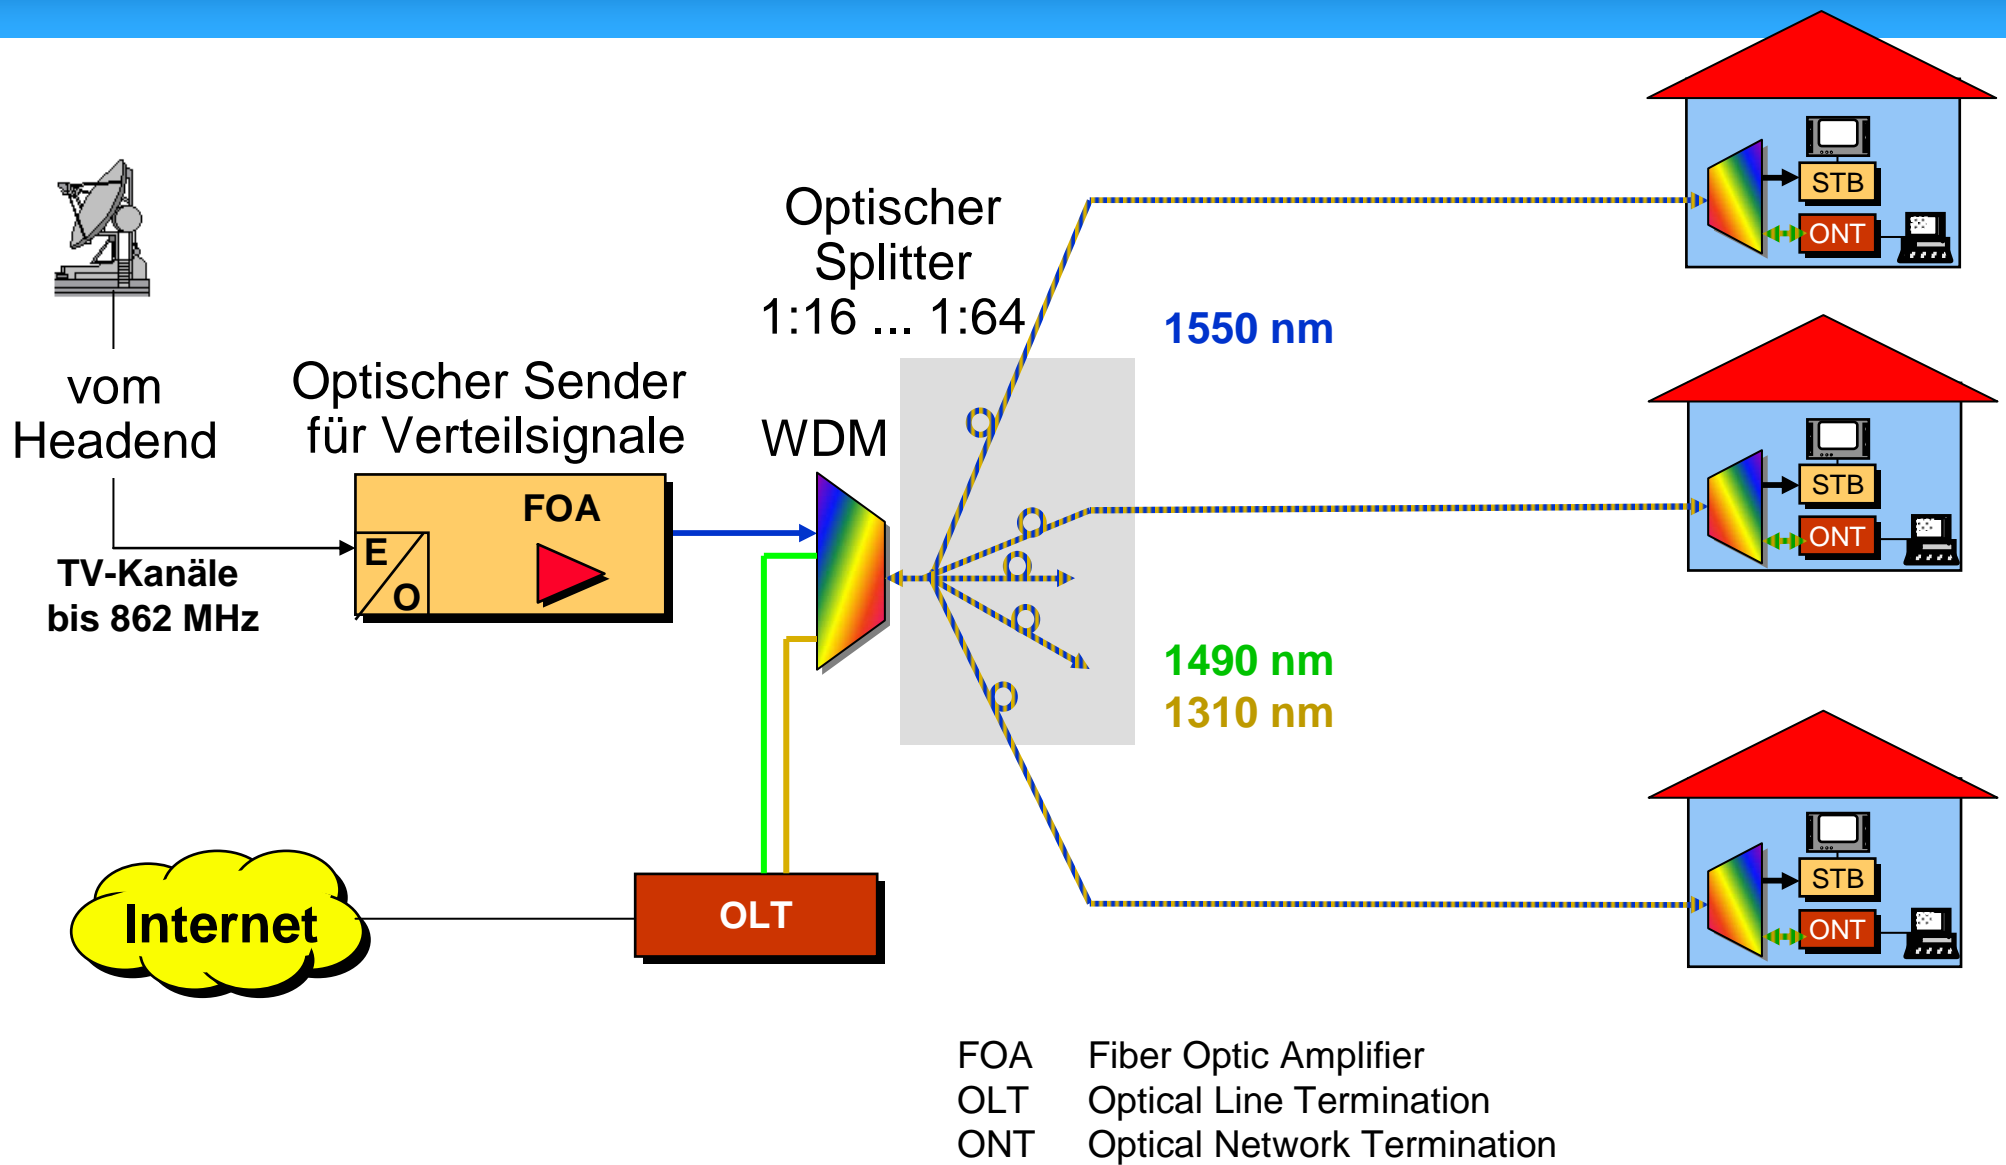 Optischer
Splitter
1:16 ... 1:64
vom
Headend
Optischer Sender
für Verteilsignale
WDM
FOA
E
O
TV-Kanäle
bis 862 MHz
1550 nm
1490 nm
1310 nm
STB
ONT
STB
ONT
STB
ONT
Internet
OLT
FOA Fiber Optic Amplifier
OLT Optical Line Termination
ONT Optical Network Termination